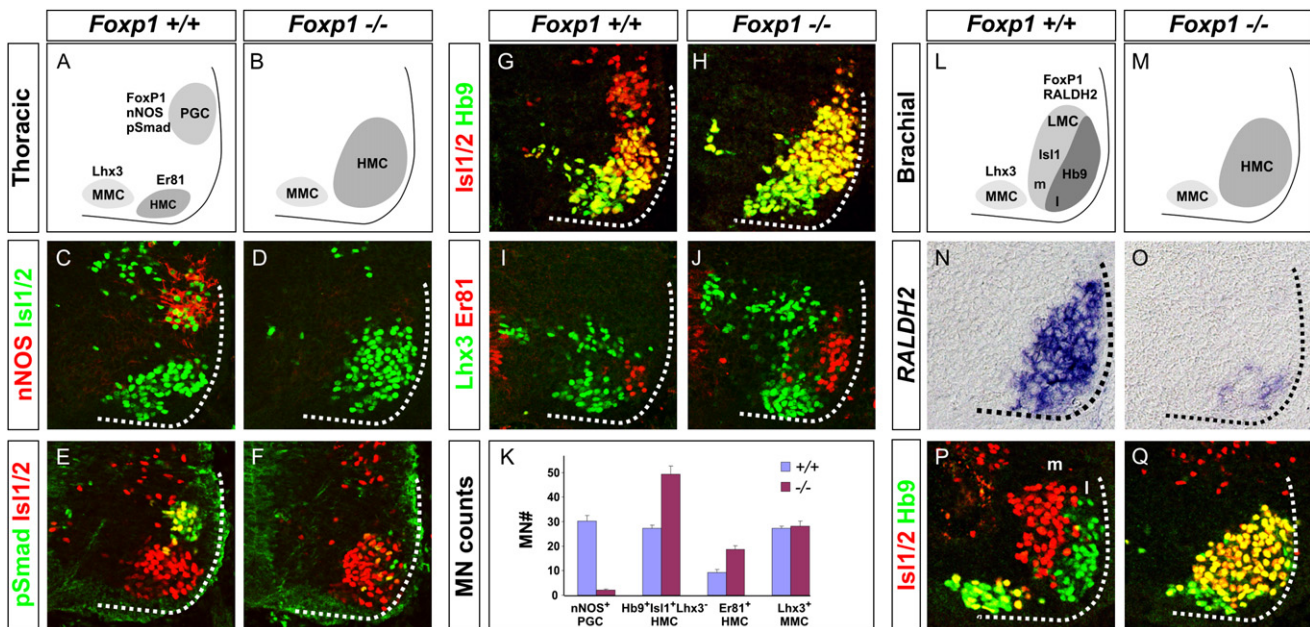 Foxp1 +/+
Foxp1 -/-
Foxp1 +/+
Foxp1 -/-
Foxp1 +/+
Foxp1 -/-
Thoracic
A
FoxP1
nNOS
pSmad
PGC
Lhx3
MMC
Er81
HMC
B
HMC
MMC
nNOS Isl1/2
C
D
pSmad Isl1/2
E
F
Isl1/2 Hb9
G
H
Lhx3 Er81
I
J
MN counts
K
MN#
50
40
30
20
10
0
+/+
-/-
nNOS⁺
PGC
Hb9⁺Isl1⁺Lhx3⁻
HMC
Er81⁺
HMC
Lhx3⁺
MMC
Brachial
L
FoxP1
RALDH2
LMC
Isl1
Hb9
m
l
Lhx3
MMC
M
HMC
MMC
RALDH2
N
O
Isl1/2 Hb9
P
m
l
Q